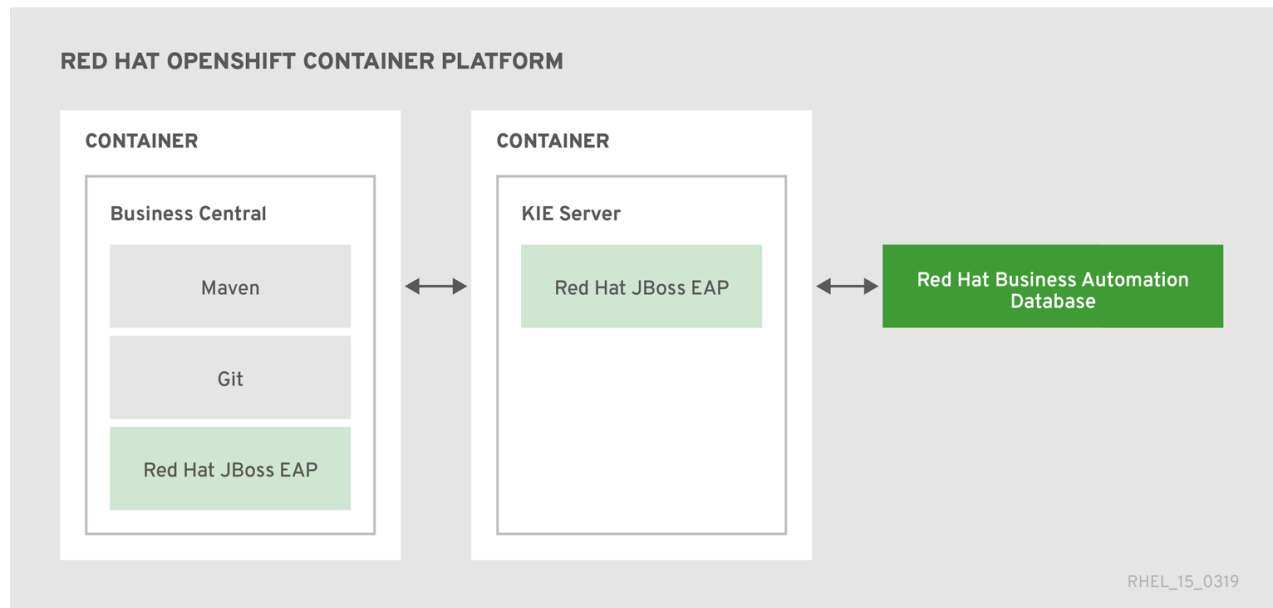 RED HAT OPENSHIFT CONTAINER PLATFORM
CONTAINER
Business Central
Maven
Git
Red Hat JBoss EAP
CONTAINER
KIE Server
Red Hat JBoss EAP
Red Hat Business Automation
Database
RHEL_15_0319